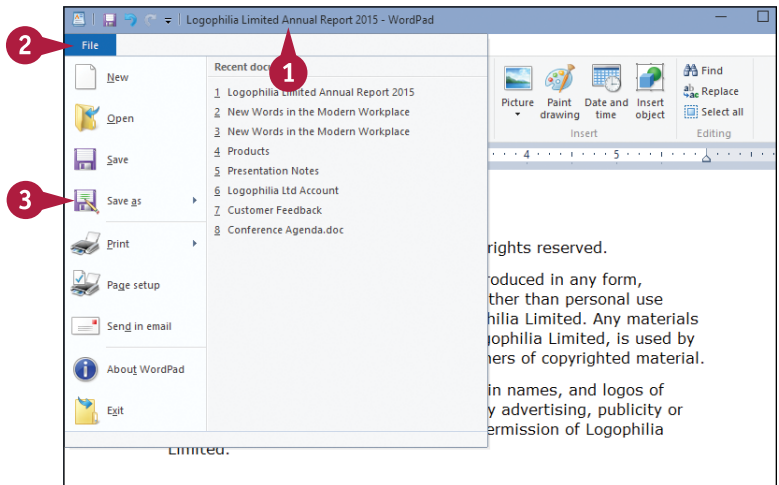 Logophilia Limited Annual Report 2015 - WordPad
2
File
1
Recent doc
New
1 Logophilia Limited Annual Report 2015
2 New Words in the Modern Workplace
Open
3 New Words in the Modern Workplace
4 Products
Save
5 Presentation Notes
6 Logophilia Ltd Account
3
Save as
7 Customer Feedback
8 Conference Agenda.doc
Print
Page setup
Send in email
About WordPad
Exit
Picture
Paint drawing
Date and time
Insert object
Insert
Find
Replace
Select all
Editing
4 5
rights reserved.
roduced in any form,
ther than personal use
hilia Limited. Any materials
gophilia Limited, is used by
ners of copyrighted material.
in names, and logos of
y advertising, publicity or
ermission of Logophilia
Limited.